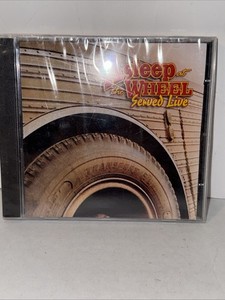 Asleep
at the WHEEL
Served Live